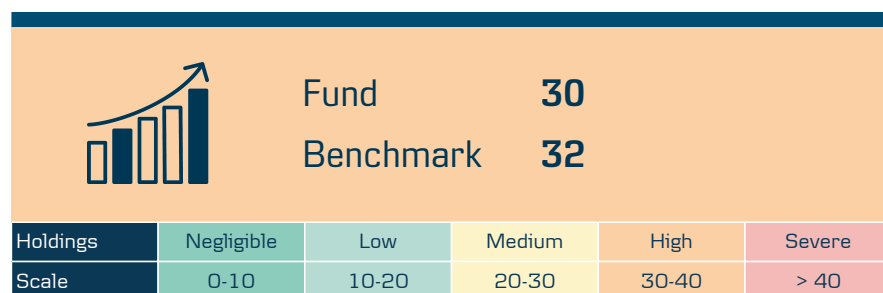 Fund 30
Benchmark 32
Holdings Negligible Low Medium High Severe
Scale 0-10 10-20 20-30 30-40 > 40